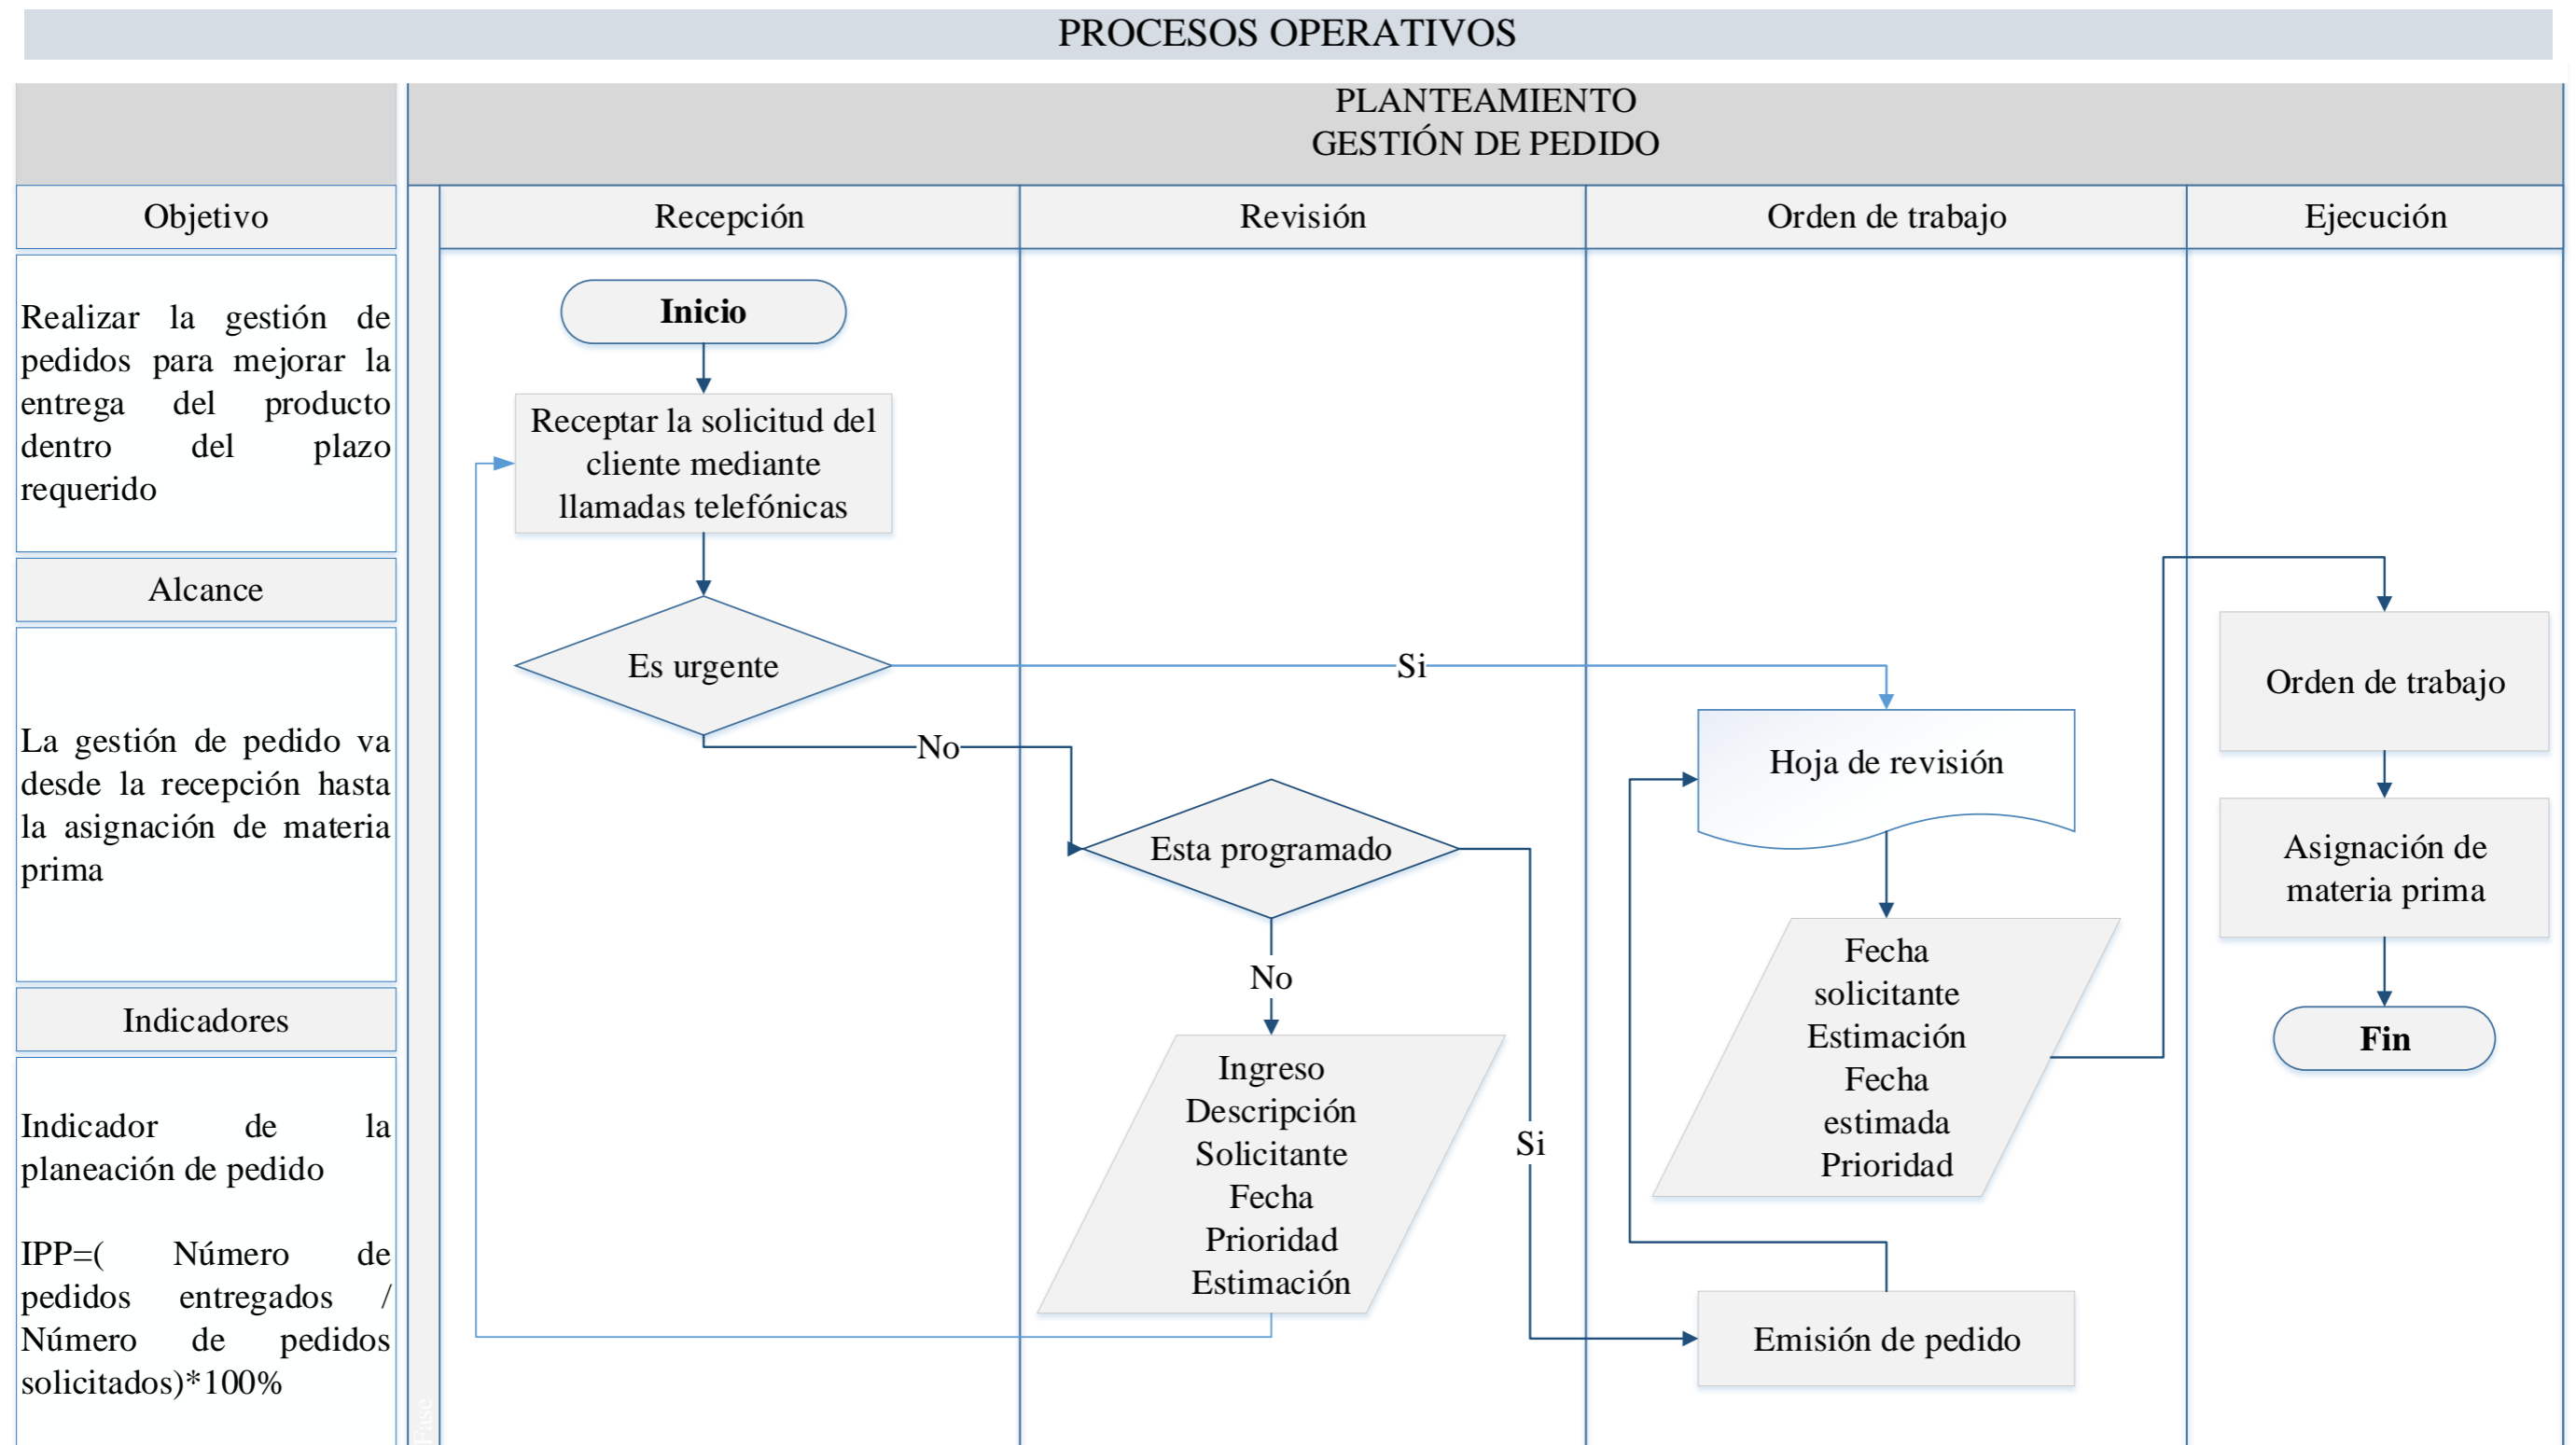 PROCESOS OPERATIVOS
PLANTEAMIENTO
GESTIÓN DE PEDIDO
Objetivo
Realizar la gestión de
pedidos para mejorar la
entrega del producto
dentro del plazo
requerido
Alcance
La gestión de pedido va
desde la recepción hasta
la asignación de materia
prima
Indicadores
Indicador de la
planeación de pedido
IPP=( Número de
pedidos entregados /
Número de pedidos
solicitados)*100%
Fase
Recepción
Inicio
Receptar la solicitud del
cliente mediante
llamadas telefónicas
Es urgente
Si
No
Revisión
Esta programado
No
Si
Ingreso
Descripción
Solicitante
Fecha
Prioridad
Estimación
Orden de trabajo
Hoja de revisión
Fecha
solicitante
Estimación
Fecha
estimada
Prioridad
Emisión de pedido
Ejecución
Orden de trabajo
Asignación de
materia prima
Fin